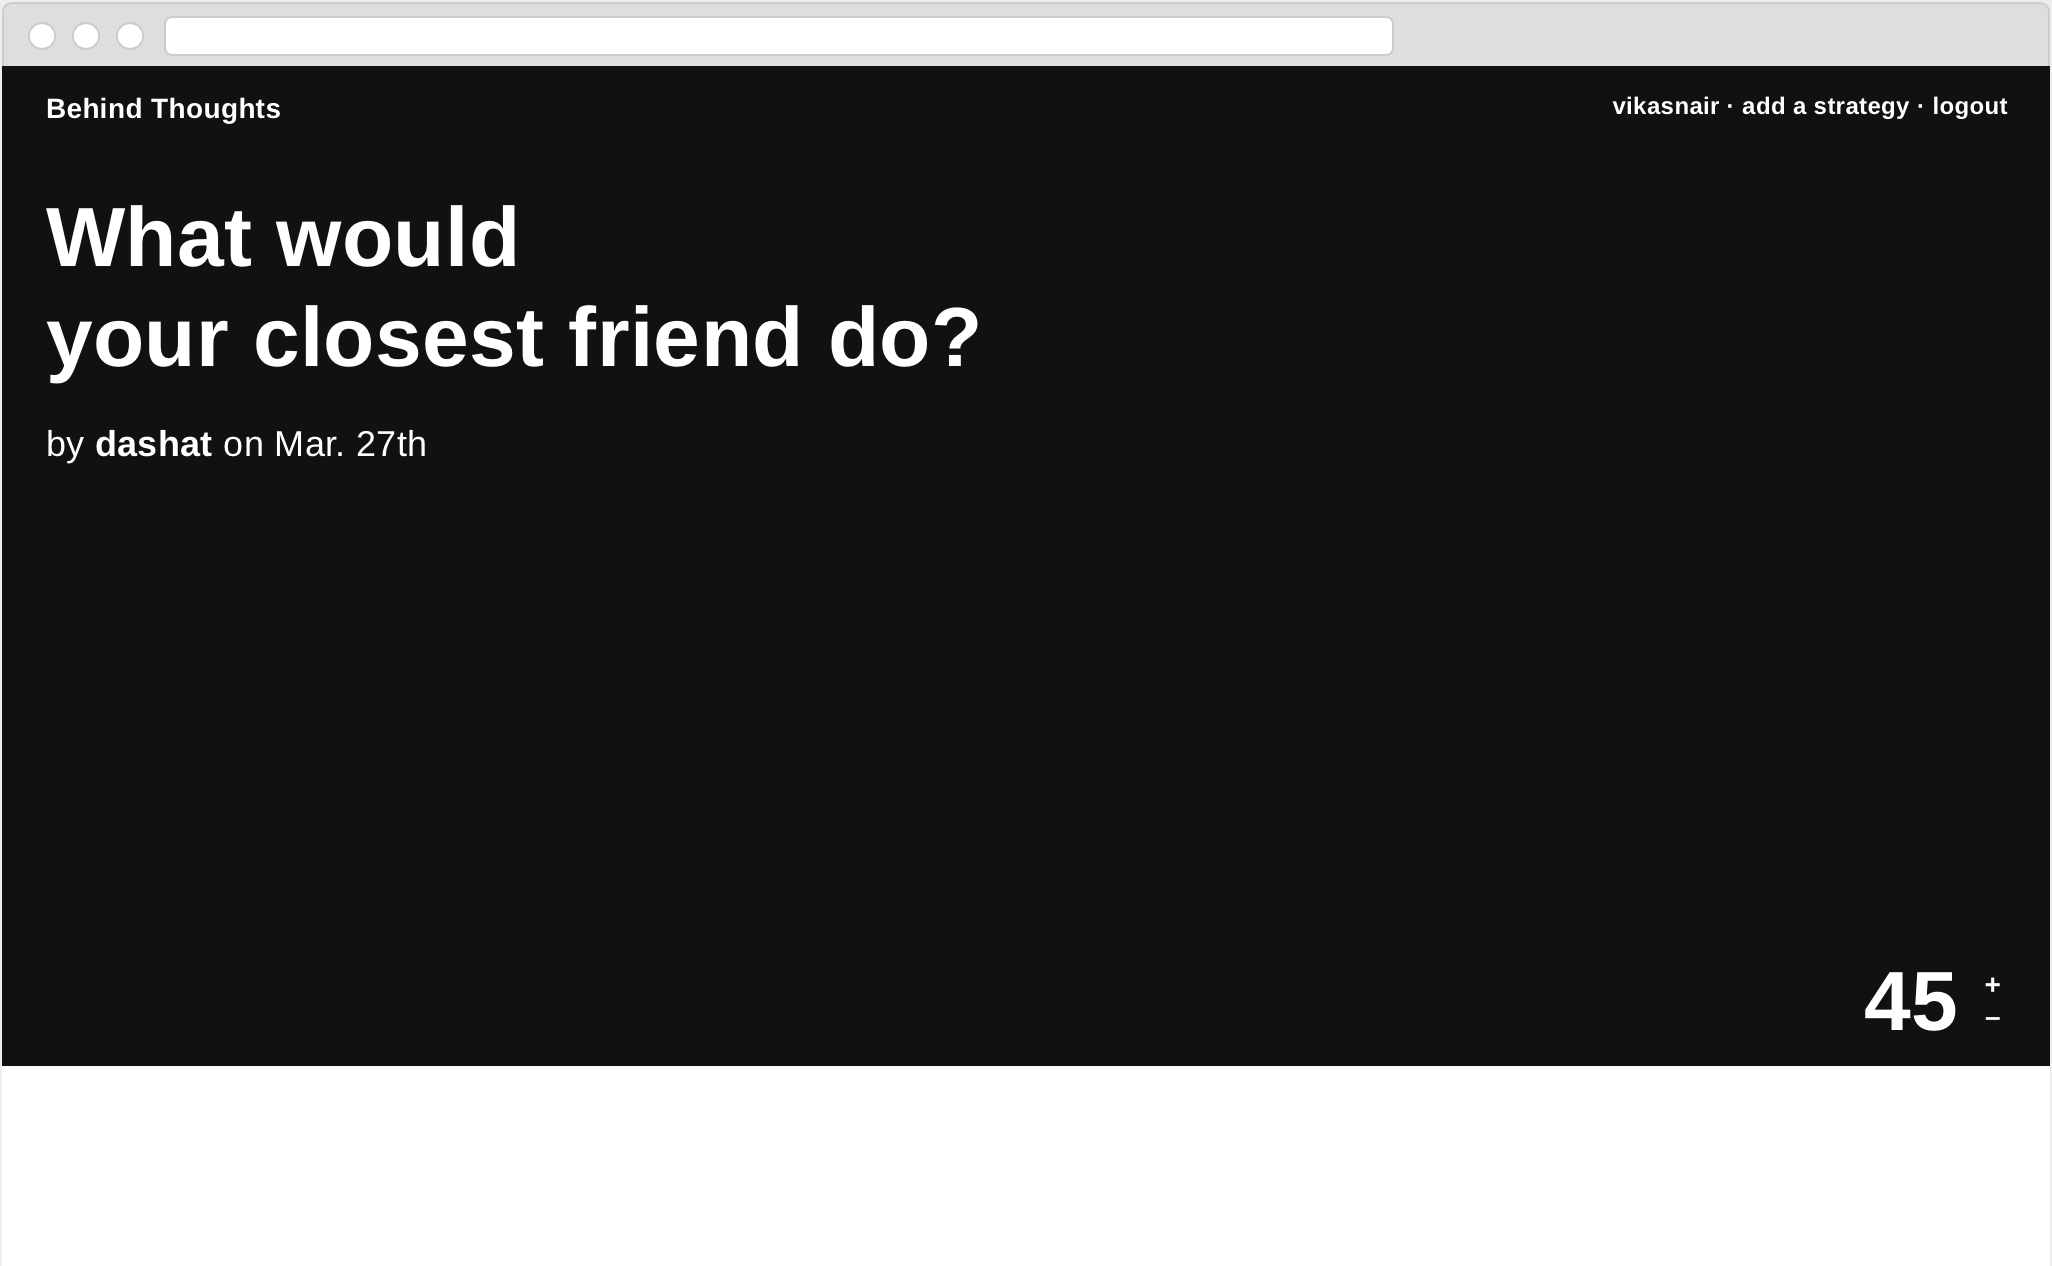 Behind Thoughts
vikasnair · add a strategy · logout
What would
your closest friend do?
by dashat on Mar. 27th
45 +
–